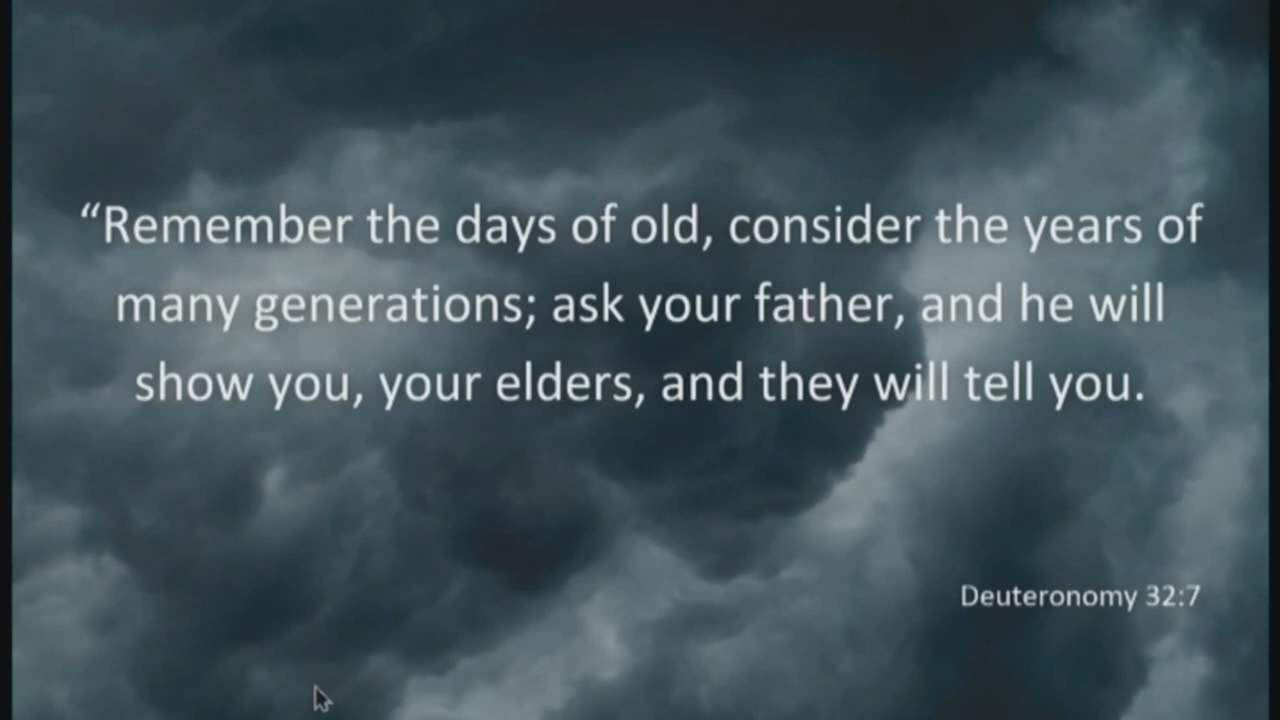 “Remember the days of old, consider the years of
many generations; ask your father, and he will
show you, your elders, and they will tell you.
Deuteronomy 32:7